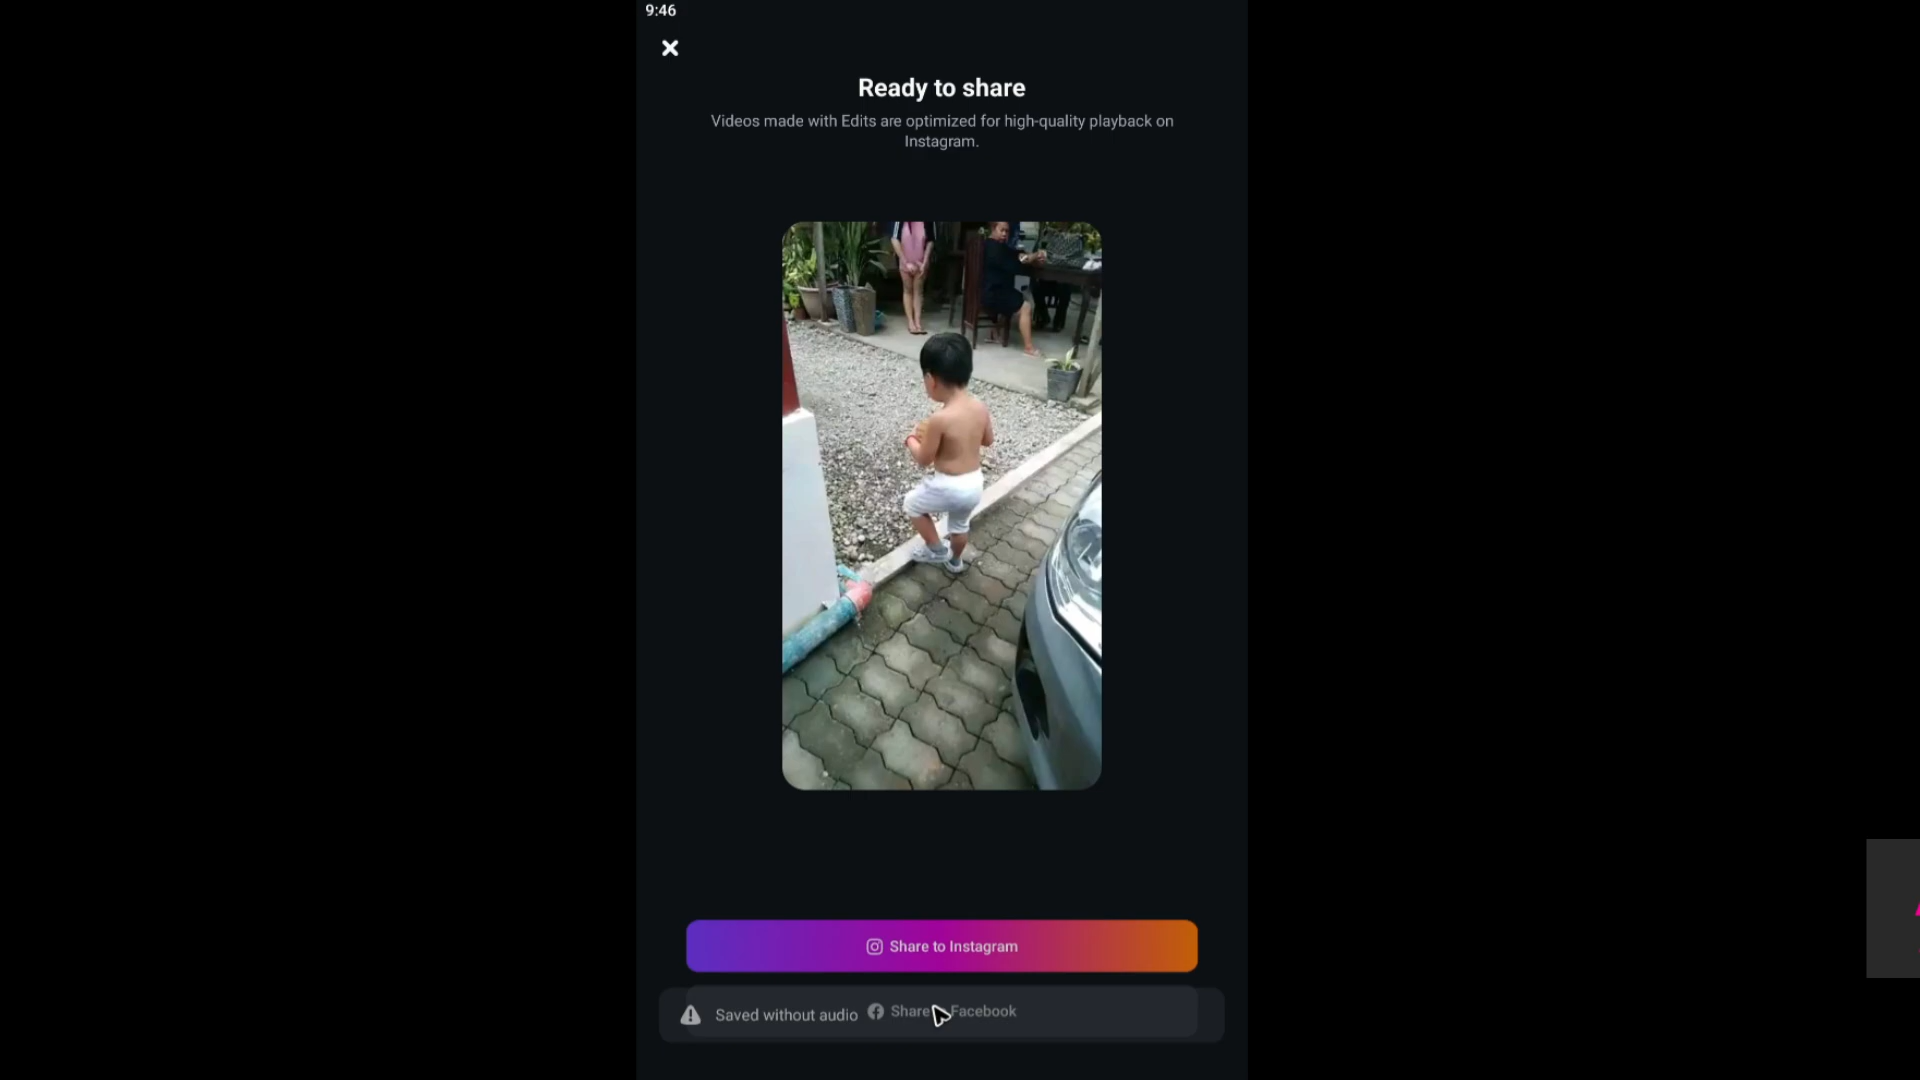 9:46
Ready to share
Videos made with Edits are optimized for high-quality playback on
Instagram.
Share to Instagram
Saved without audio
Share Facebook